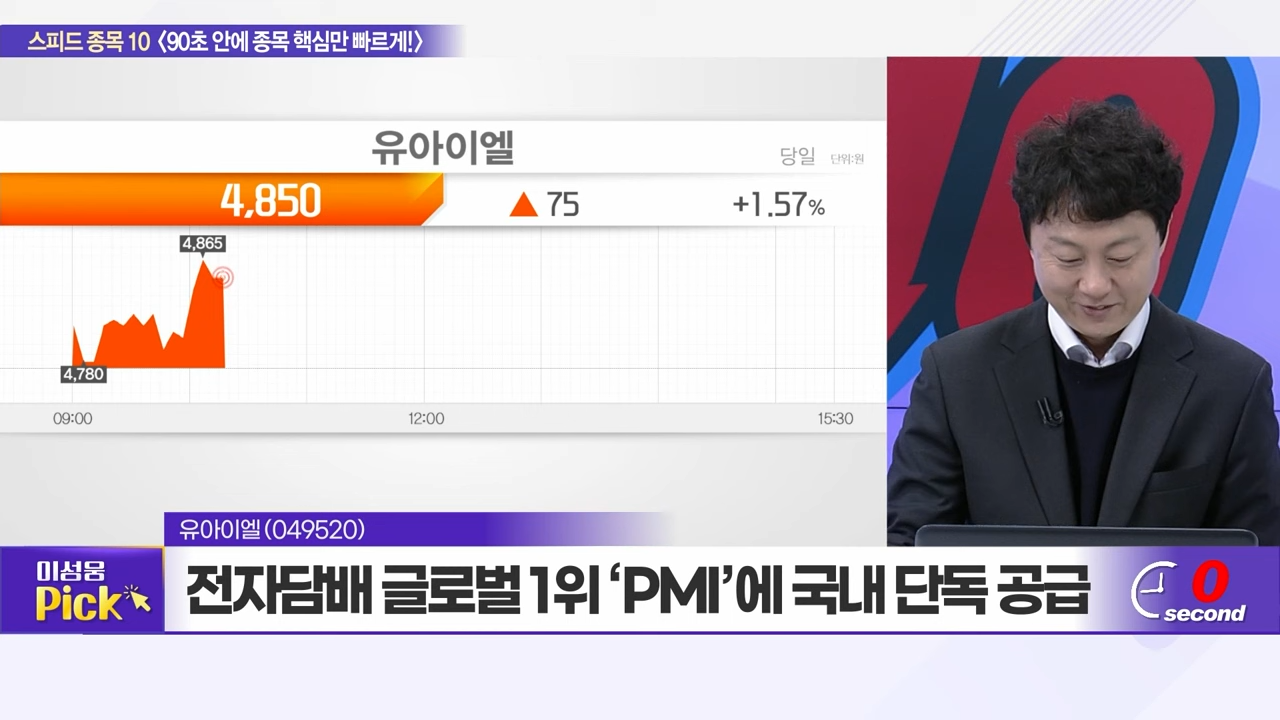 스피드 종목 10 〈90초 안에 종목 핵심만 빠르게!〉
유아이엘
당일 단위:원
4,850 ▲ 75 +1.57%
4,865
4,780
09:00 12:00 15:30
유아이엘(049520)
이성웅
Pick
전자담배 글로벌 1위 ‘PMI’에 국내 단독 공급
0
second